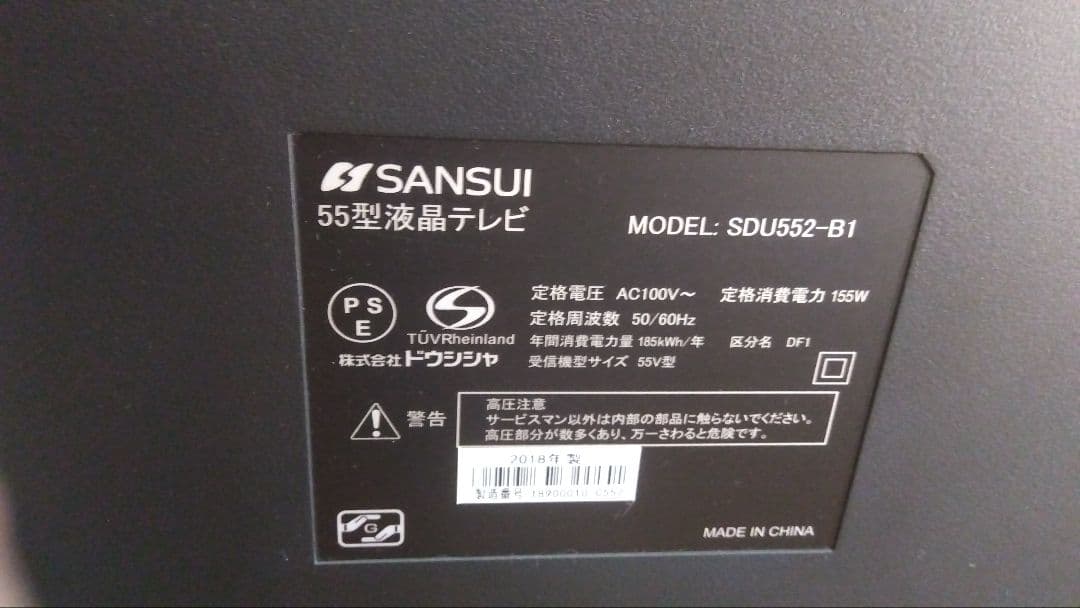 SANSUI
55型液晶テレビ
MODEL: SDU552-B1
PS
E
TÜVRheinland
株式会社ドウシシャ
定格電圧 AC100V～ 定格消費電力 155W
定格周波数 50/60Hz
年間消費電力量 185kWh/年 区分名 DF1
受信機型サイズ 55V型
警告
高圧注意
サービスマン以外は内部の部品に触らないでください。
高圧部分が数多くあり、万一さわると危険です。
2018年 製
製造番号
G
MADE IN CHINA